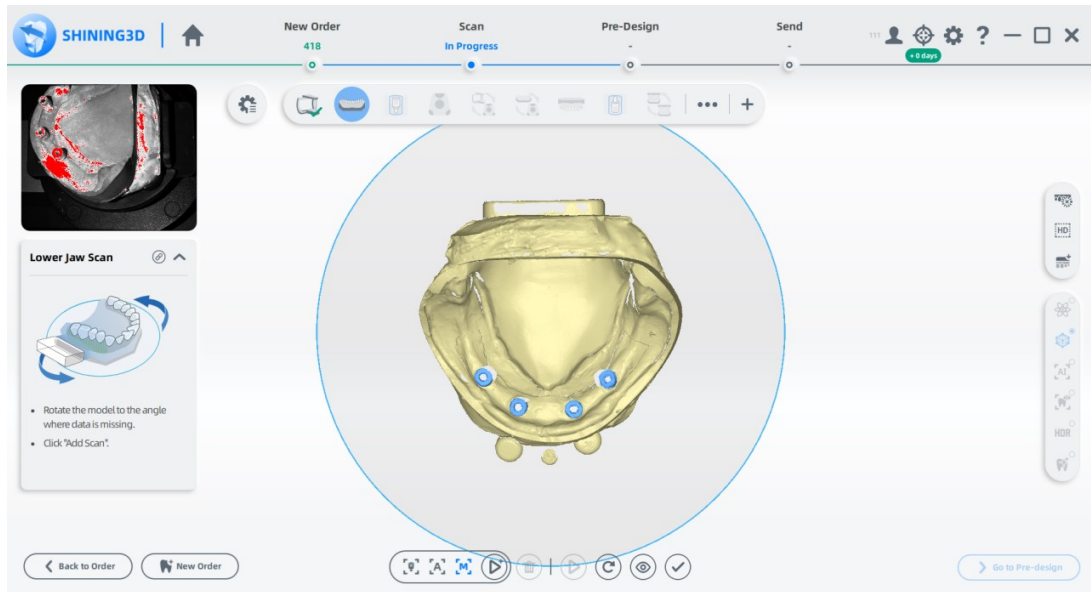 SHINING3D
New Order
418
Scan
In Progress
Pre-Design
-
Send
-
111
+ 0 days
Lower Jaw Scan
• Rotate the model to the angle
where data is missing.
• Click "Add Scan".
HD
AI
HDR
Back to Order
New Order
A
M
Go to Pre-design